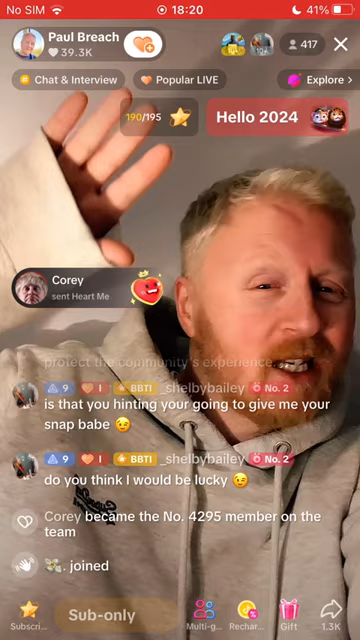 No SIM 18:20 41%
Paul Breach
39.3K
417
Chat & Interview Popular LIVE Explore >
190/195 Hello 2024
Corey
sent Heart Me
protect the community's experience.
9 1 BBTI _shelbybailey No. 2
is that you hinting your going to give me your
snap babe 😉
9 1 BBTI _shelbybailey No. 2
do you think I would be lucky 😉
Corey became the No. 4295 member on the
team
💸. joined
Subscri... Sub-only Multi-g... Rechar... Gift 1.3K